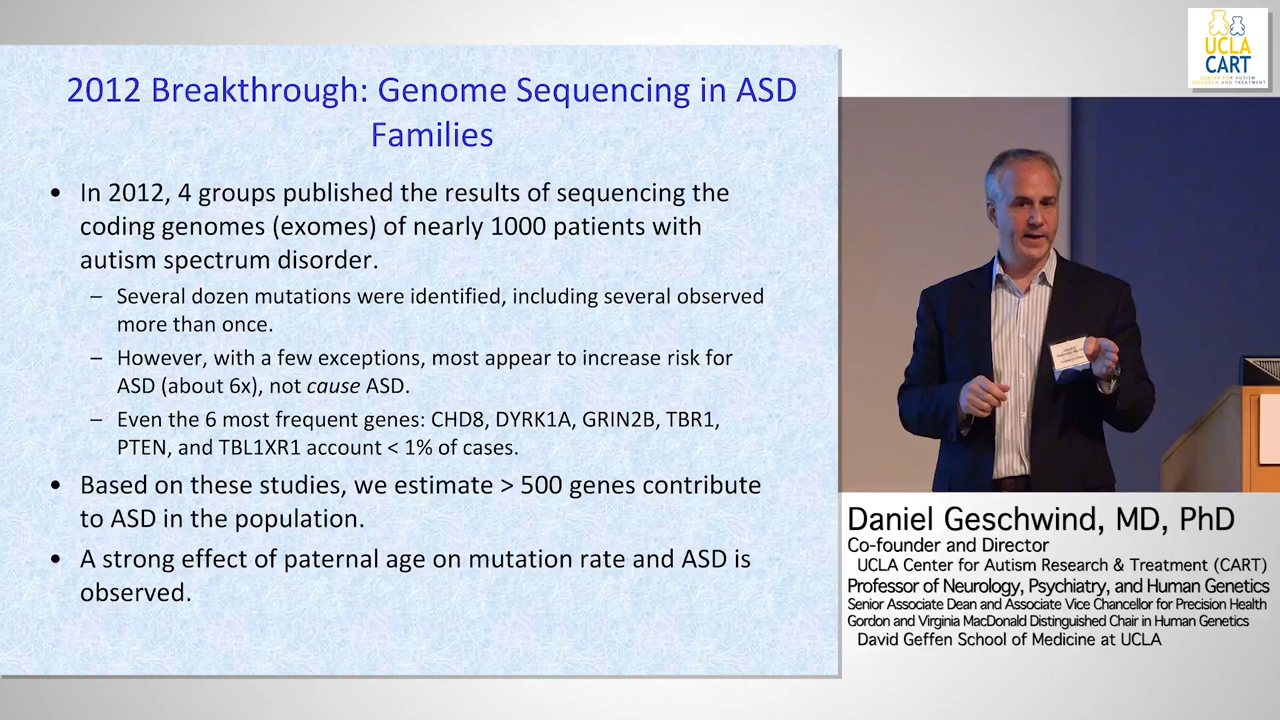 2012 Breakthrough: Genome Sequencing in ASD
Families
• In 2012, 4 groups published the results of sequencing the
coding genomes (exomes) of nearly 1000 patients with
autism spectrum disorder.
– Several dozen mutations were identified, including several observed
more than once.
– However, with a few exceptions, most appear to increase risk for
ASD (about 6x), not cause ASD.
– Even the 6 most frequent genes: CHD8, DYRK1A, GRIN2B, TBR1,
PTEN, and TBL1XR1 account < 1% of cases.
• Based on these studies, we estimate > 500 genes contribute
to ASD in the population.
• A strong effect of paternal age on mutation rate and ASD is
observed.
UCLA
CART
CENTER FOR AUTISM
RESEARCH AND TREATMENT
Daniel Geschwind, MD, PhD
Co-founder and Director
UCLA Center for Autism Research & Treatment (CART)
Professor of Neurology, Psychiatry, and Human Genetics
Senior Associate Dean and Associate Vice Chancellor for Precision Health
Gordon and Virginia MacDonald Distinguished Chair in Human Genetics
David Geffen School of Medicine at UCLA